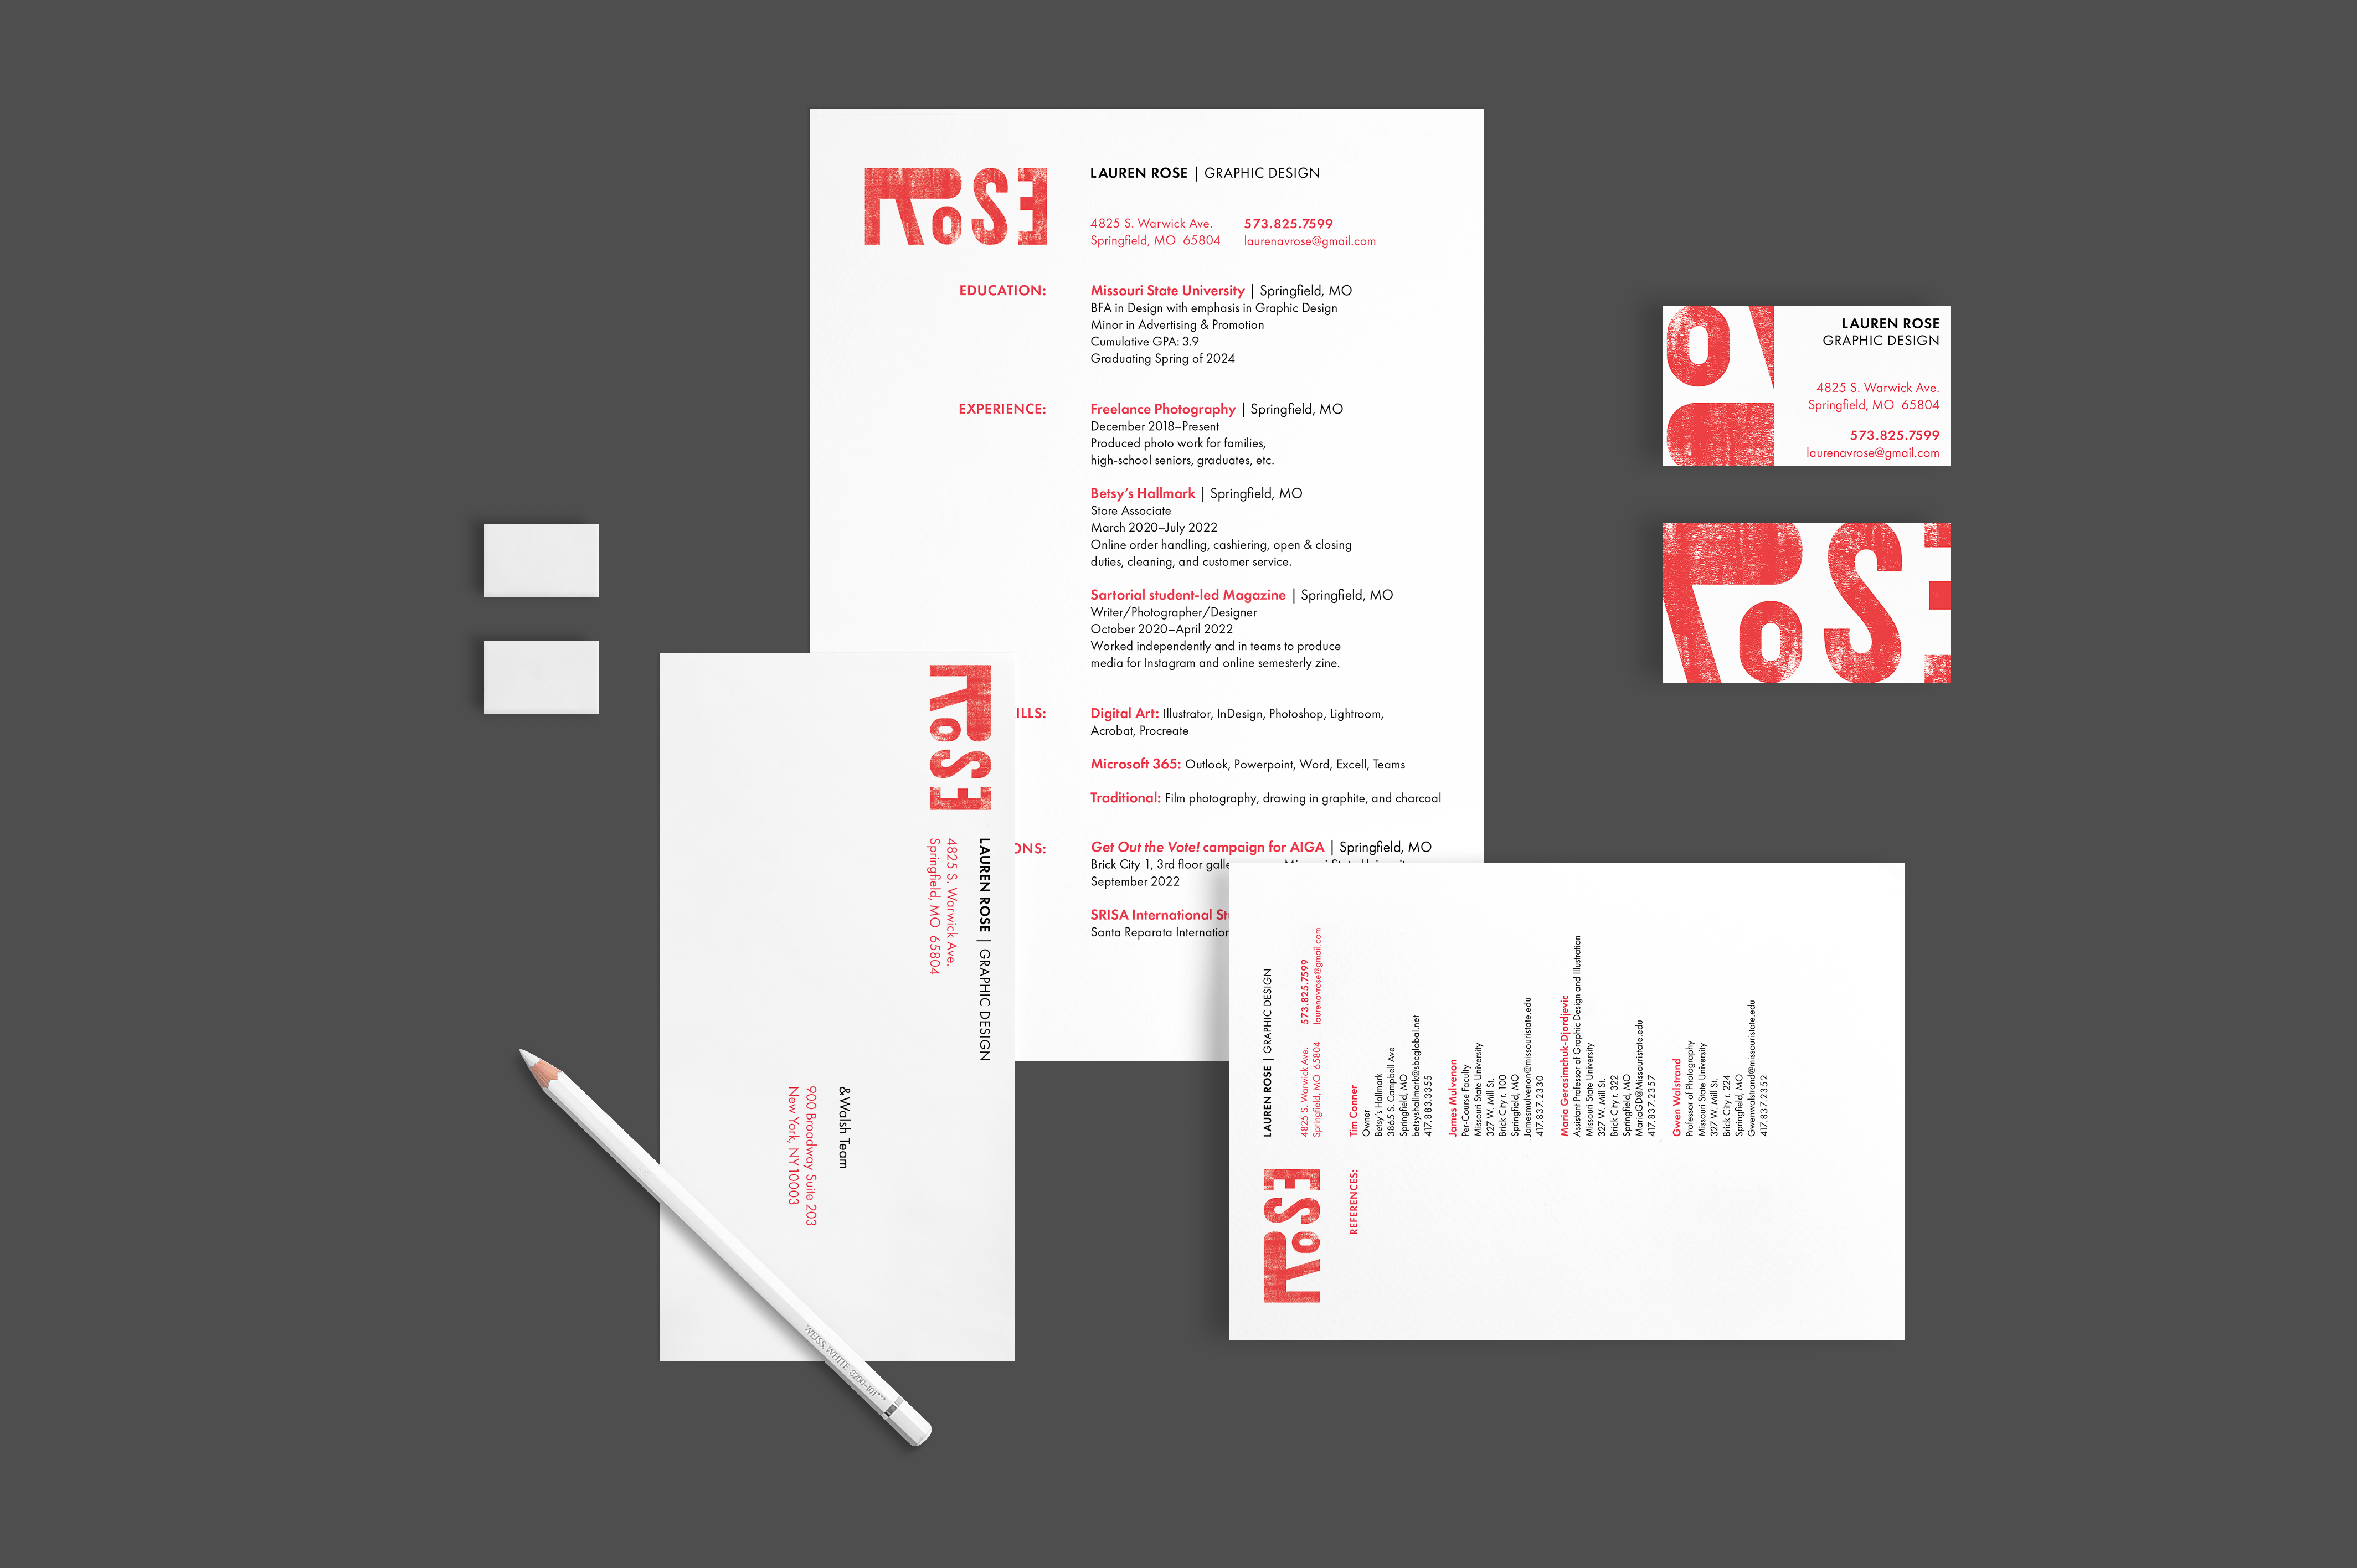 ROSE
LAUREN ROSE | GRAPHIC DESIGN
4825 S. Warwick Ave.
Springfield, MO 65804
573.825.7599
laurenavrose@gmail.com
EDUCATION:
Missouri State University | Springfield, MO
BFA in Design with emphasis in Graphic Design
Minor in Advertising & Promotion
Cumulative GPA: 3.9
Graduating Spring of 2024
EXPERIENCE:
Freelance Photography | Springfield, MO
December 2018–Present
Produced photo work for families,
high-school seniors, graduates, etc.
Betsy's Hallmark | Springfield, MO
Store Associate
March 2020–July 2022
Online order handling, cashiering, open & closing
duties, cleaning, and customer service.
Sartorial student-led Magazine | Springfield, MO
Writer/Photographer/Designer
October 2020–April 2022
Worked independently and in teams to produce
media for Instagram and online semesterly zine.
ILLS:
Digital Art: Illustrator, InDesign, Photoshop, Lightroom,
Acrobat, Procreate
Microsoft 365: Outlook, Powerpoint, Word, Excell, Teams
Traditional: Film photography, drawing in graphite, and charcoal
ONS:
Get Out the Vote! campaign for AIGA | Springfield, MO
Brick City 1, 3rd floor
September 2022
SRISA International
Santa Reparata
LAUREN ROSE
GRAPHIC DESIGN
4825 S. Warwick Ave.
Springfield, MO 65804
573.825.7599
laurenavrose@gmail.com
ROSE
ROSE
LAUREN ROSE | GRAPHIC DESIGN
4825 S. Warwick Ave.
Springfield, MO 65804
&Walsh Team
900 Broadway Suite 203
New York, NY 10003
WEISS, WHITE 8200-101***
ROSE
LAUREN ROSE | GRAPHIC DESIGN
4825 S. Warwick Ave.
Springfield, MO 65804
573.825.7599
laurenavrose@gmail.com
REFERENCES:
Tim Conner
Owner
Betsy's Hallmark
3865 S. Campbell Ave
Springfield, MO
betsyshallmark@sbcglobal.net
417.883.3355
James Mulvenon
Per-Course Faculty
Missouri State University
327 W. Mill St.
Brick City r. 100
Springfield, MO
Jamesmulvenon@missouristate.edu
417.837.2330
Maria Gerasimchuk-Djordjevic
Assistant Professor of Graphic Design and Illustration
Missouri State University
327 W. Mill St.
Brick City r. 322
Springfield, MO
MariaGD@Missouristate.edu
417.837.2357
Gwen Walstrand
Professor of Photography
Missouri State University
327 W. Mill St.
Brick City r. 224
Springfield, MO
Gwenwalstrand@missouristate.edu
417.837.2352